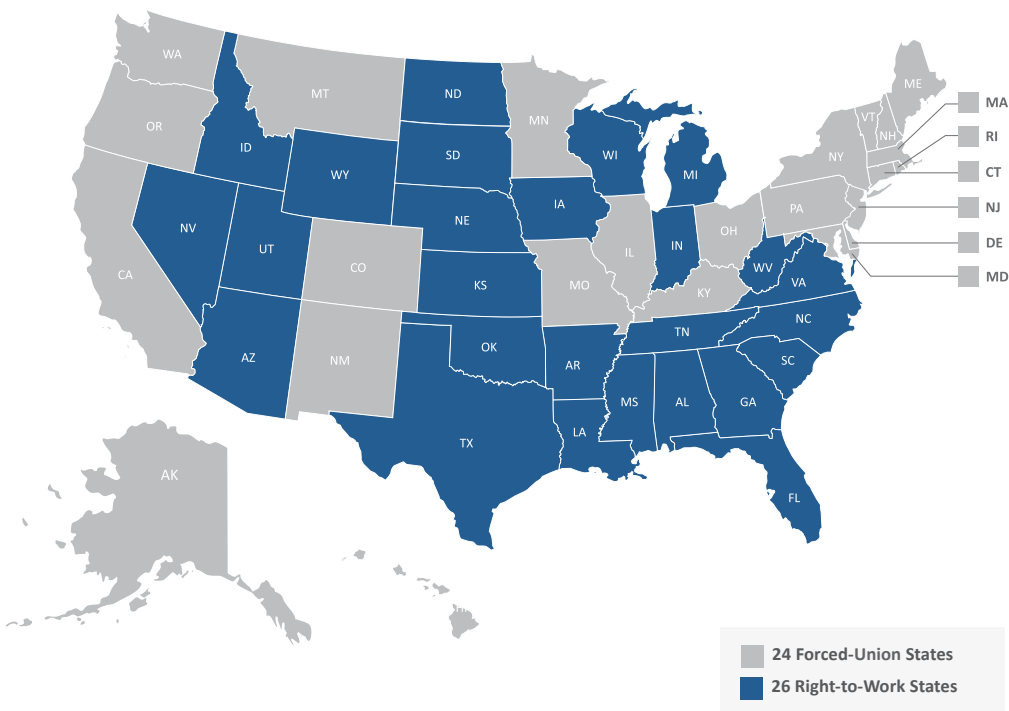 WA
MT
ND
MN
ME
OR
ID
SD
WI
VT
NH
MA
WY
MI
NY
RI
NE
IA
CT
NV
UT
PA
NJ
CA
CO
IL
IN
OH
DE
KS
MO
WV
VA
MD
KY
AZ
NM
OK
TN
NC
AR
SC
MS
AL
GA
TX
LA
FL
AK
HI
24 Forced-Union States
26 Right-to-Work States